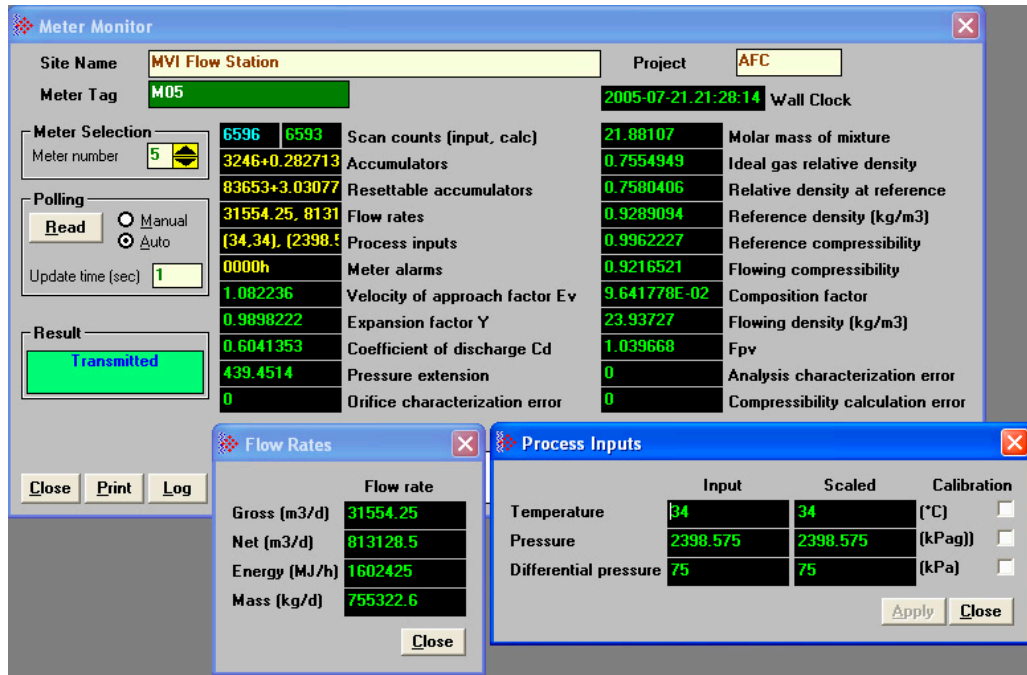 Meter Monitor
Site Name MVI Flow Station Project AFC
Meter Tag M05 2005-07-21.21:28:14 Wall Clock
Meter Selection
Meter number 5
Polling
Read Manual
Auto
Update time (sec) 1
Result
Transmitted
6596 6593 Scan counts (input, calc)
3246+0.282713 Accumulators
83653+3.03077 Resettable accumulators
31554.25, 8131 Flow rates
(34,34), (2398.5 Process inputs
0000h Meter alarms
1.082236 Velocity of approach factor Ev
0.9898222 Expansion factor Y
0.6041353 Coefficient of discharge Cd
439.4514 Pressure extension
0 Orifice characterization error
21.88107 Molar mass of mixture
0.7554949 Ideal gas relative density
0.7580406 Relative density at reference
0.9289094 Reference density (kg/m3)
0.9962227 Reference compressibility
0.9216521 Flowing compressibility
9.641778E-02 Composition factor
23.93727 Flowing density (kg/m3)
1.039668 Fpv
0 Analysis characterization error
0 Compressibility calculation error
Close Print Log
Flow Rates
Flow rate
Gross (m3/d) 31554.25
Net (m3/d) 813128.5
Energy (MJ/h) 1602425
Mass (kg/d) 755322.6
Close
Process Inputs
Input Scaled Calibration
Temperature 34 34 (°C)
Pressure 2398.575 2398.575 (kPag))
Differential pressure 75 75 (kPa)
Apply Close